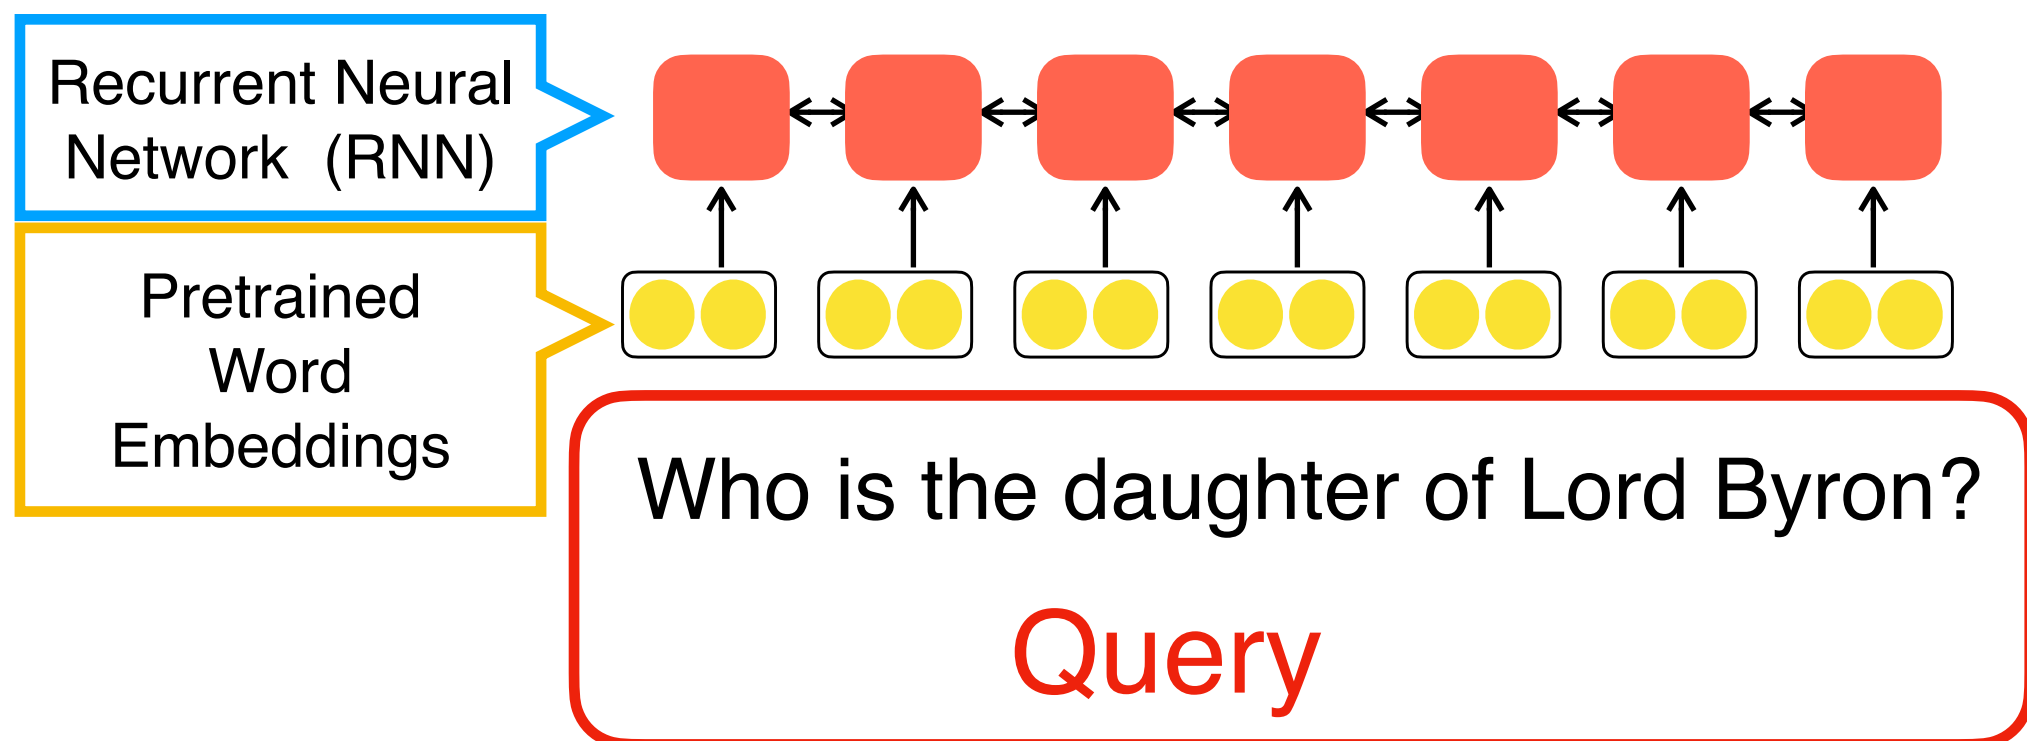 Recurrent Neural
Network (RNN)
Pretrained
Word
Embeddings
Who is the daughter of Lord Byron?
Query